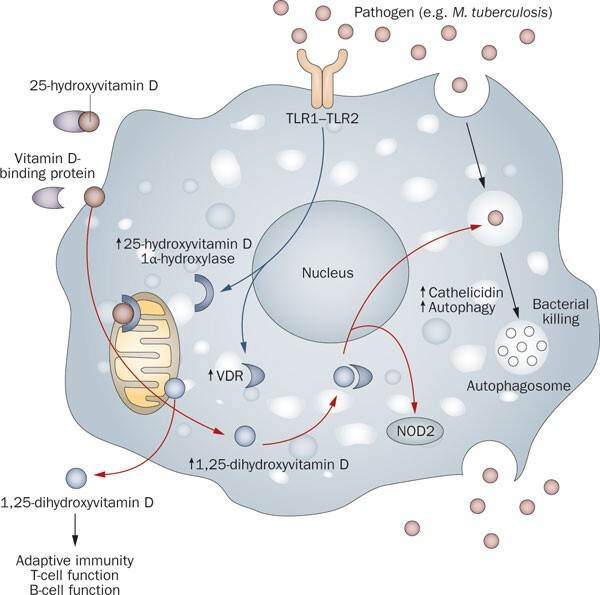 Pathogen (e.g. M. tuberculosis)
25-hydroxyvitamin D
TLR1–TLR2
Vitamin D-
binding protein
↑25-hydroxyvitamin D
1α-hydroxylase
Nucleus
↑Cathelicidin
↑Autophagy
Bacterial
killing
↑VDR
Autophagosome
NOD2
↑1,25-dihydroxyvitamin D
1,25-dihydroxyvitamin D
Adaptive immunity
T-cell function
B-cell function